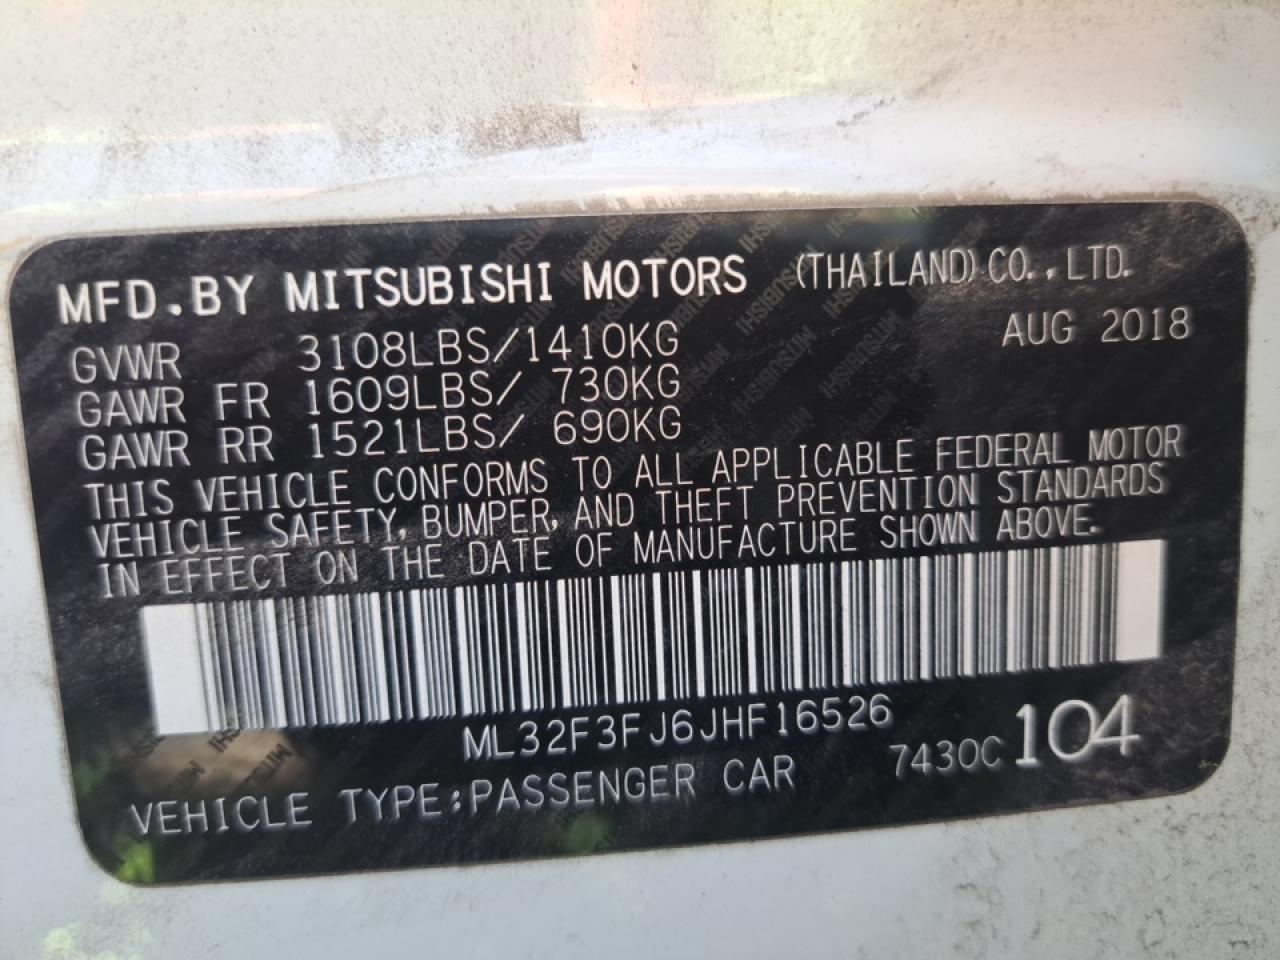 MFD.BY MITSUBISHI MOTORS (THAILAND)CO.,LTD.
GVWR 3108LBS/1410KG AUG 2018
GAWR FR 1609LBS/ 730KG
GAWR RR 1521LBS/ 690KG
THIS VEHICLE CONFORMS TO ALL APPLICABLE FEDERAL MOTOR
VEHICLE SAFETY, BUMPER, AND THEFT PREVENTION STANDARDS
IN EFFECT ON THE DATE OF MANUFACTURE SHOWN ABOVE.
ML32F3FJ6JHF16526
VEHICLE TYPE:PASSENGER CAR 7430C 104